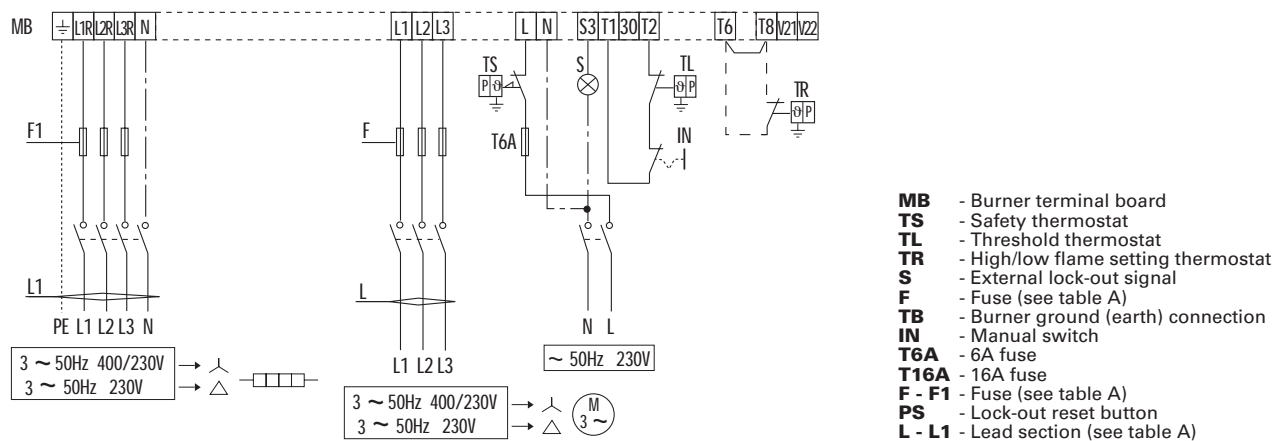 MB ⏚ L1R L2R L3R N L1 L2 L3 L N S3 T1 30 T2 T6 T8 V21 V22
TS S TL
P ϑ ϑ P
TR
ϑ P
F1 F T6A IN
L1 L
PE L1 L2 L3 N
N L
L1 L2 L3
3 ~ 50Hz 400/230V
3 ~ 50Hz 230V
~ 50Hz 230V
3 ~ 50Hz 400/230V
3 ~ 50Hz 230V
M
3 ~
MB - Burner terminal board
TS - Safety thermostat
TL - Threshold thermostat
TR - High/low flame setting thermostat
S - External lock-out signal
F - Fuse (see table A)
TB - Burner ground (earth) connection
IN - Manual switch
T6A - 6A fuse
T16A - 16A fuse
F - F1 - Fuse (see table A)
PS - Lock-out reset button
L - L1 - Lead section (see table A)